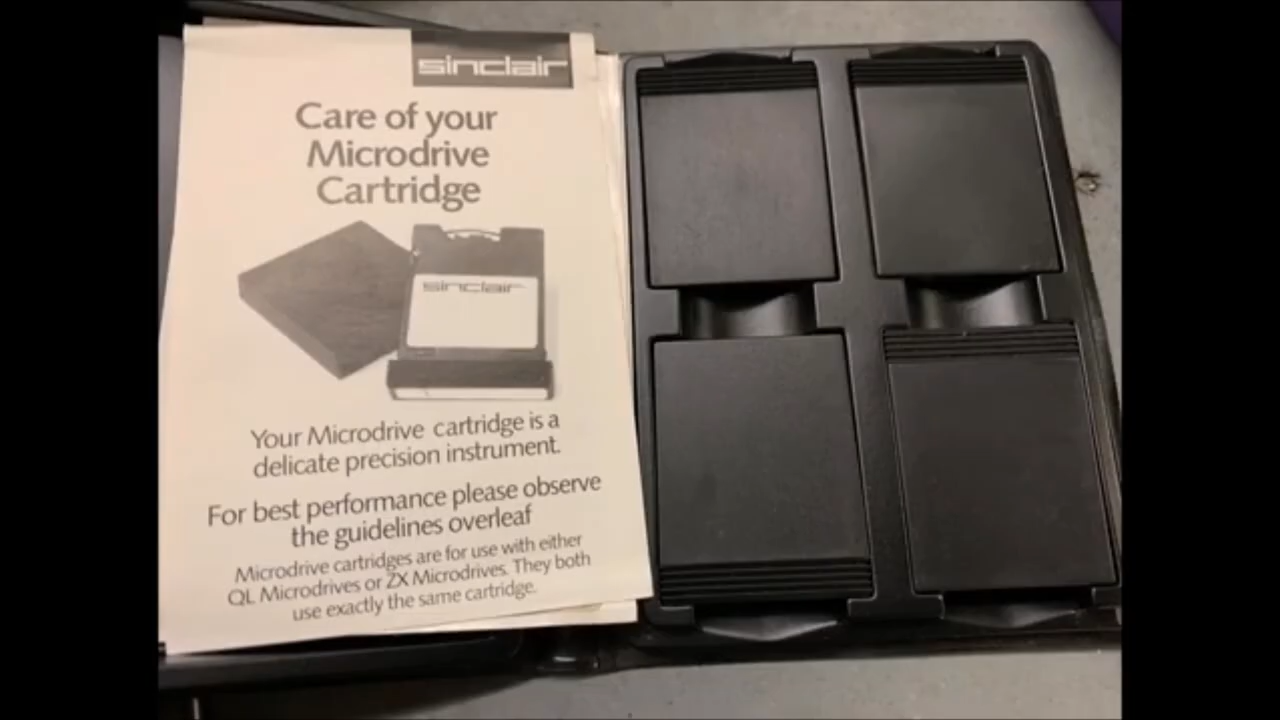 sinclair
Care of your
Microdrive
Cartridge
sinclair
Your Microdrive cartridge is a
delicate precision instrument.
For best performance please observe
the guidelines overleaf
Microdrive cartridges are for use with either
QL Microdrives or ZX Microdrives. They both
use exactly the same cartridge.